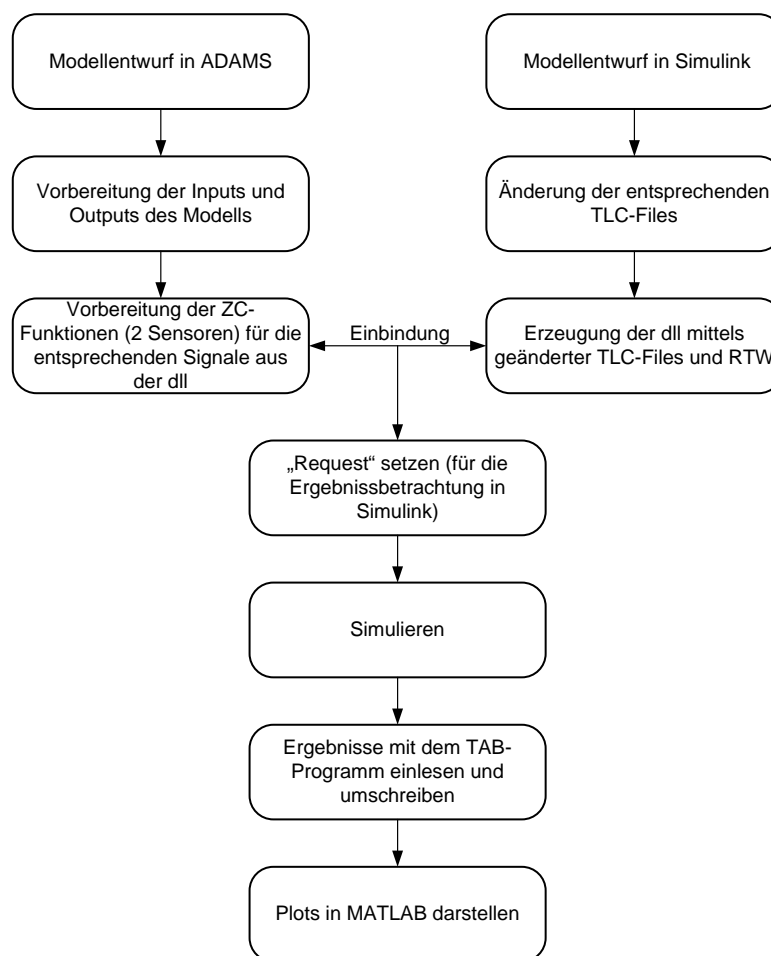 Modellentwurf in ADAMS
Modellentwurf in Simulink
Vorbereitung der Inputs und
Outputs des Modells
Änderung der entsprechenden
TLC-Files
Vorbereitung der ZC-
Funktionen (2 Sensoren) für die
entsprechenden Signale aus
der dll
Einbindung
Erzeugung der dll mittels
geänderter TLC-Files und RTW
„Request“ setzen (für die
Ergebnissbetrachtung in
Simulink)
Simulieren
Ergebnisse mit dem TAB-
Programm einlesen und
umschreiben
Plots in MATLAB darstellen